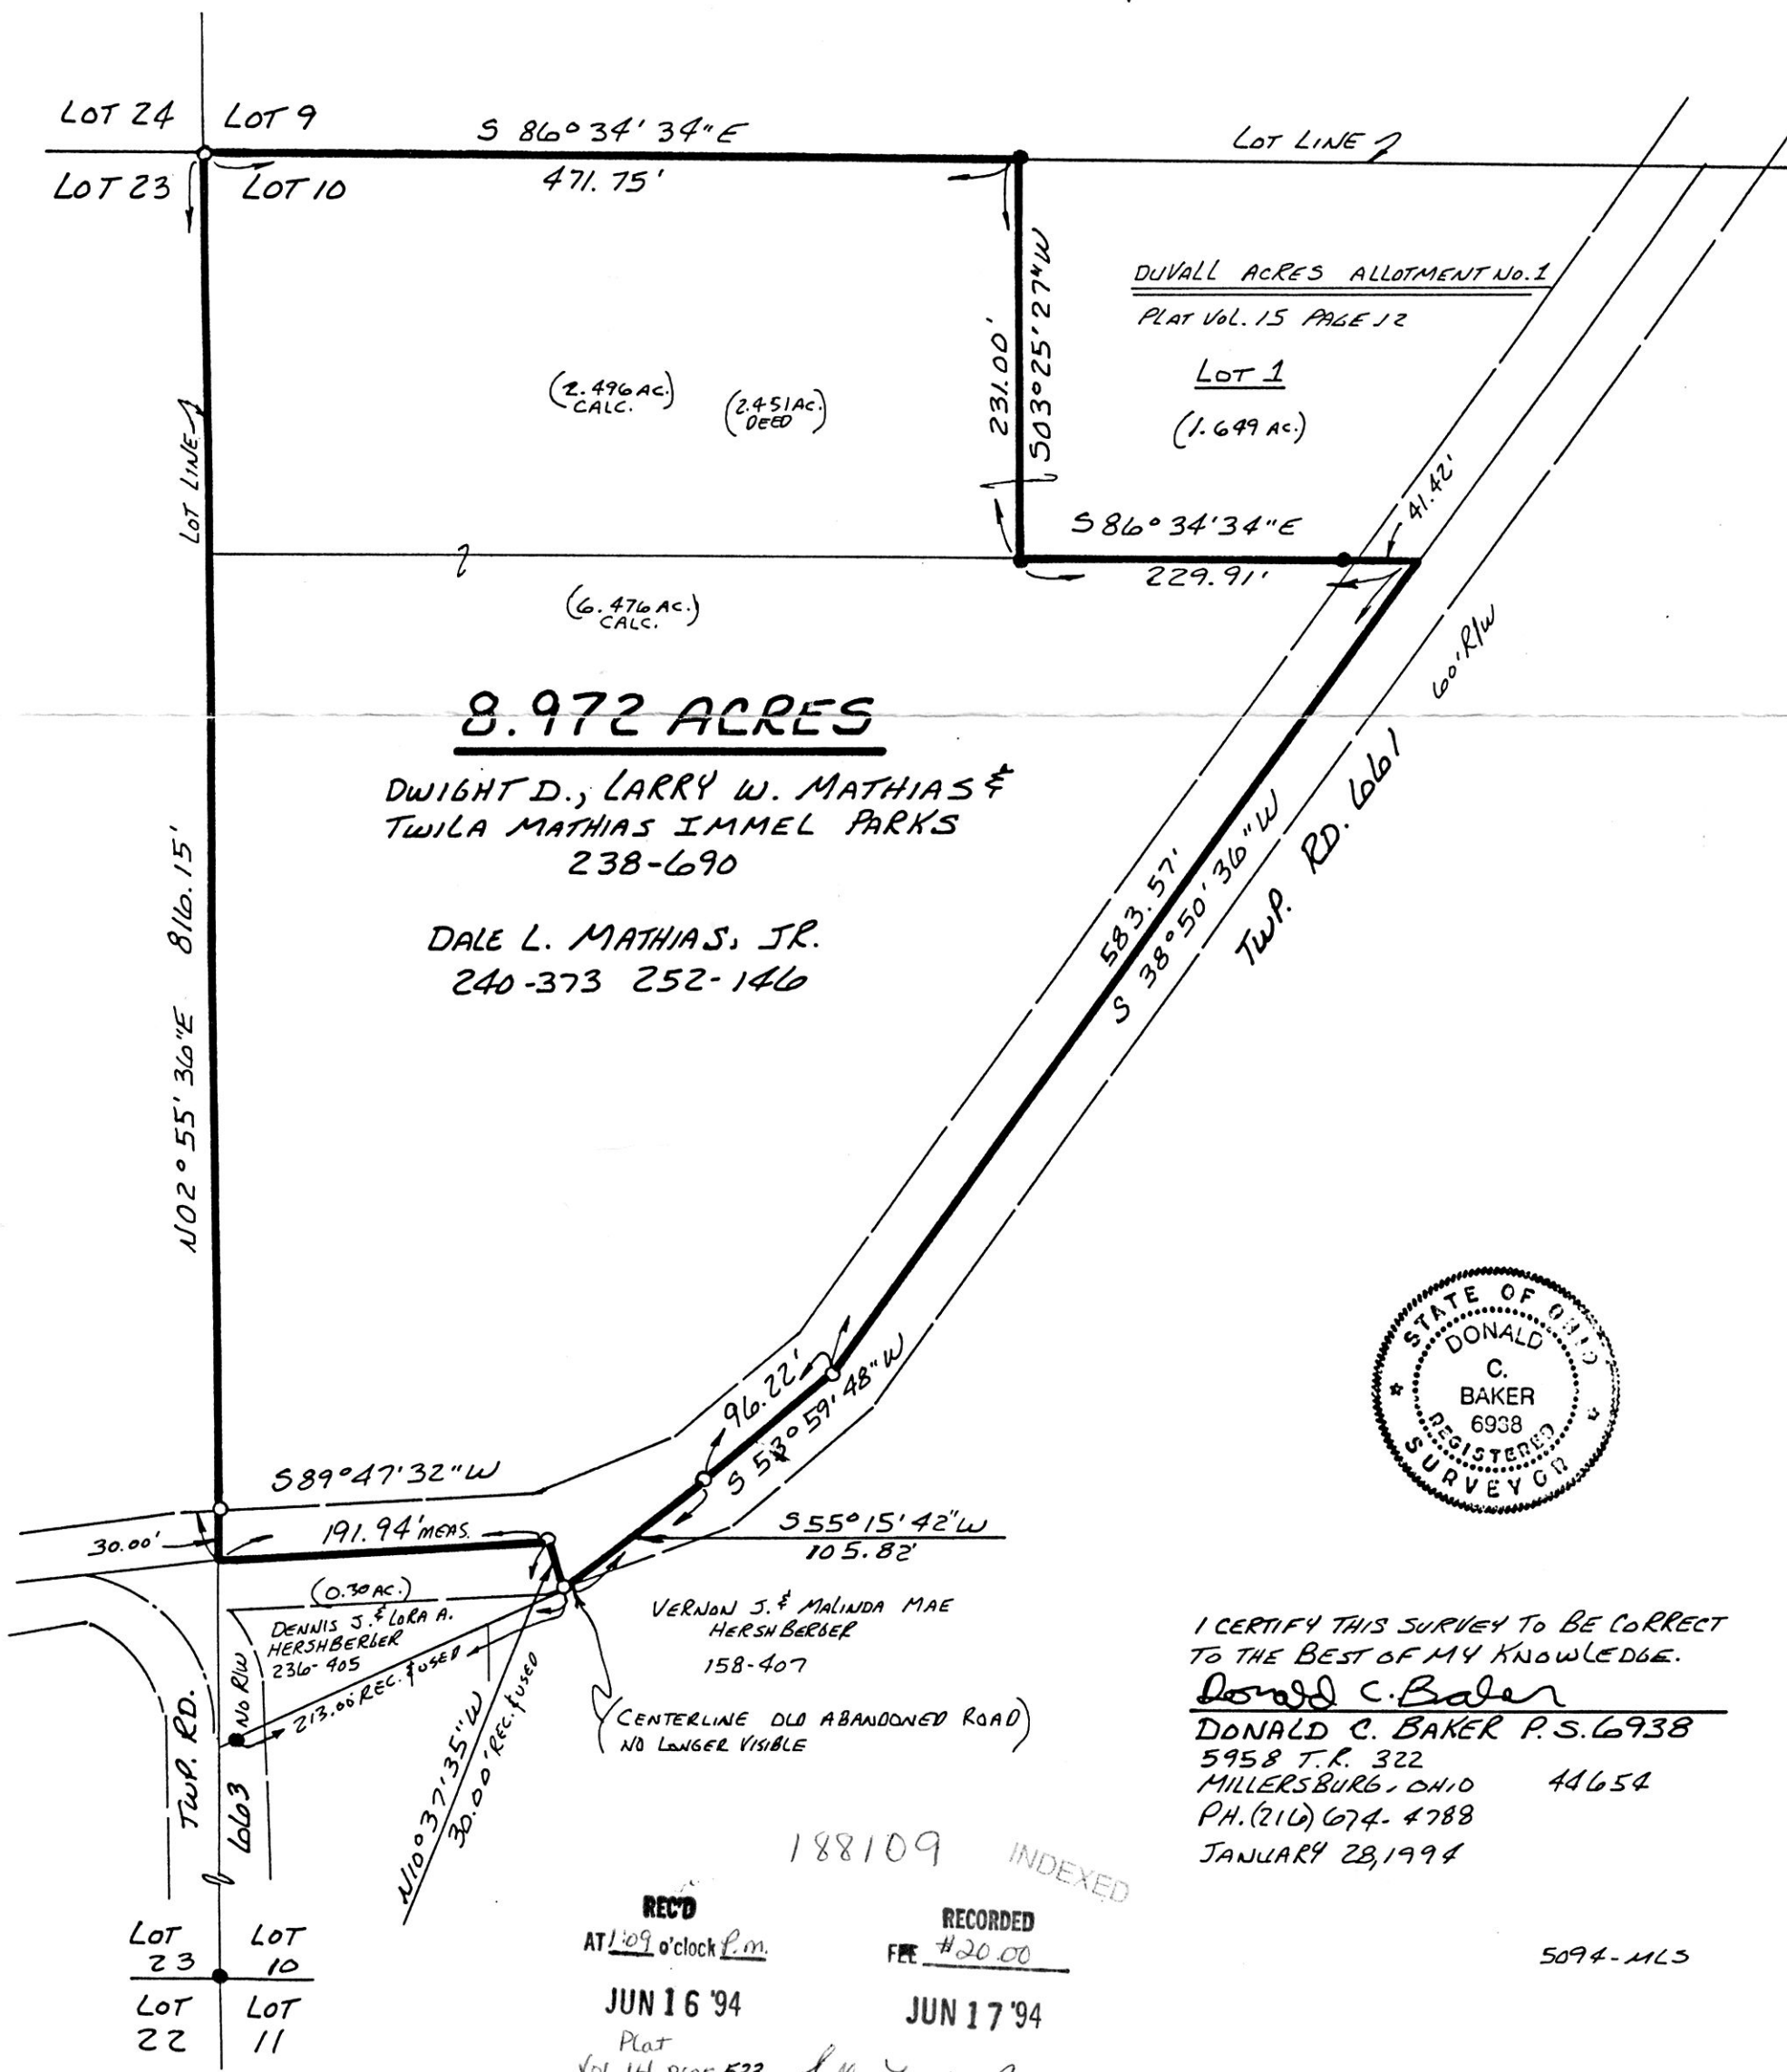 LOT 24
LOT 9
S 86° 34' 34" E
LOT LINE
LOT 23
LOT 10
471.75'
DUVALL ACRES ALLOTMENT NO. 1
PLAT VOL. 15 PAGE 12
LOT 1
(1.649 AC.)
231.00'
S03° 25' 27" W
(2.496 AC.)
CALC.
(2.451 AC.)
DEED
LOT LINE
41.42'
S 86° 34' 34" E
229.91'
(6.476 AC.)
CALC.
60' R/W
8.972 ACRES
DWIGHT D., LARRY W. MATHIAS &
TWILA MATHIAS IMMEL PARKS
238-690
DALE L. MATHIAS, JR.
240-373 252-146
N02° 55' 36" E 816.15'
583.57'
S 38° 50' 36" W
TWP. RD. 661
96.22'
S 53° 59' 48" W
STATE OF OHIO
DONALD
C.
BAKER
6938
REGISTERED
SURVEYOR
S89° 47' 32" W
191.94' MEAS.
30.00'
S 55° 15' 42" W
105.82'
(0.30 AC.)
DENNIS J. & LORA A.
HERSHBERGER
236-405
VERNON J. & MALINDA MAE
HERSHBERGER
158-407
NO R/W
213.00 REC. & USED
(CENTERLINE OLD ABANDONED ROAD)
NO LONGER VISIBLE
N10° 37' 35" W
30.00' REC. & USED
TWP. RD.
663
I CERTIFY THIS SURVEY TO BE CORRECT
TO THE BEST OF MY KNOWLEDGE.
Donald C. Baker
DONALD C. BAKER P.S. 6938
5958 T.R. 322
MILLERSBURG, OHIO 44654
PH. (216) 674-4788
JANUARY 28, 1994
188109
INDEXED
REC'D
AT 1:09 o'clock P.m.
JUN 16 '94
Plat
RECORDED
FEE #20.00
JUN 17 '94
5094-MLS
LOT
23
LOT
10
LOT
22
LOT
11